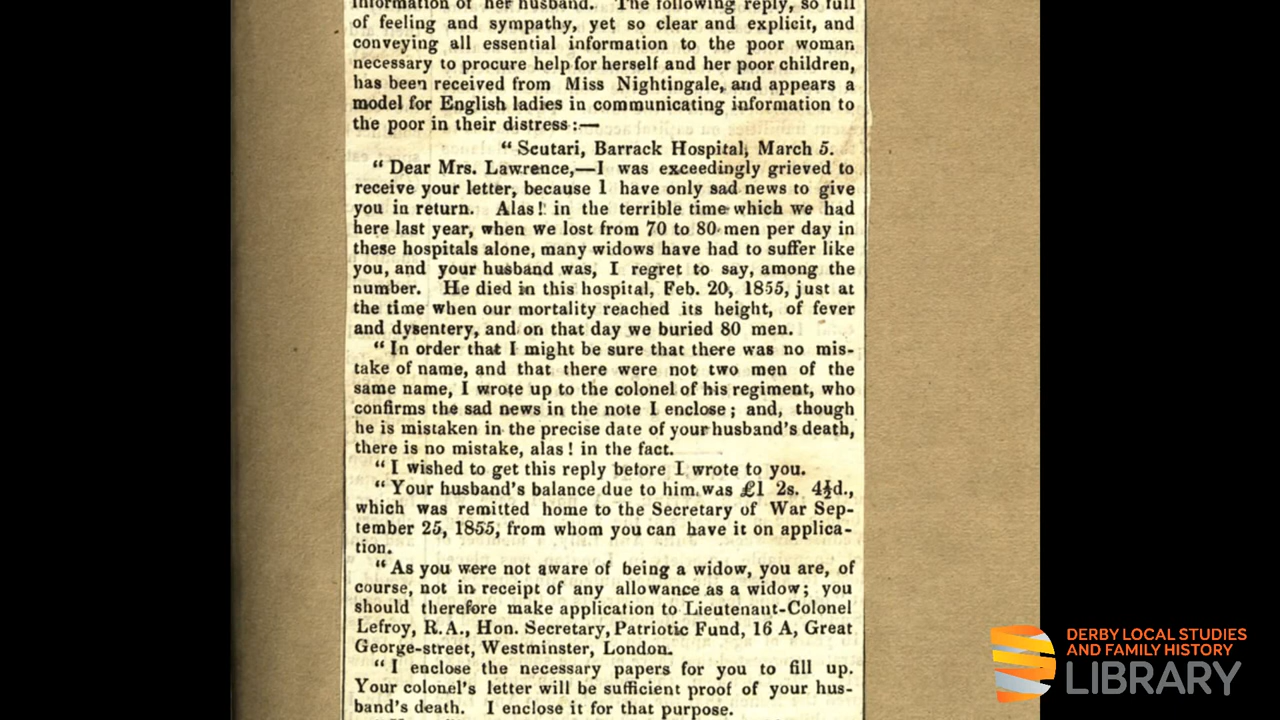 information of her husband. The following reply, so full
of feeling and sympathy, yet so clear and explicit, and
conveying all essential information to the poor woman
necessary to procure help for herself and her poor children,
has been received from Miss Nightingale, and appears a
model for English ladies in communicating information to
the poor in their distress:—
"Scutari, Barrack Hospital, March 5.
"Dear Mrs. Lawrence,—I was exceedingly grieved to
receive your letter, because I have only sad news to give
you in return. Alas! in the terrible time which we had
here last year, when we lost from 70 to 80 men per day in
these hospitals alone, many widows have had to suffer like
you, and your husband was, I regret to say, among the
number. He died in this hospital, Feb. 20, 1855, just at
the time when our mortality reached its height, of fever
and dysentery, and on that day we buried 80 men.
"In order that I might be sure that there was no mis-
take of name, and that there were not two men of the
same name, I wrote up to the colonel of his regiment, who
confirms the sad news in the note I enclose; and, though
he is mistaken in the precise date of your husband's death,
there is no mistake, alas! in the fact.
"I wished to get this reply before I wrote to you.
"Your husband's balance due to him was £1 2s. 4½d.,
which was remitted home to the Secretary of War Sep-
tember 25, 1855, from whom you can have it on applica-
tion.
"As you were not aware of being a widow, you are, of
course, not in receipt of any allowance as a widow; you
should therefore make application to Lieutenant-Colonel
Lefroy, R.A., Hon. Secretary, Patriotic Fund, 16 A, Great
George-street, Westminster, London.
"I enclose the necessary papers for you to fill up.
Your colonel's letter will be sufficient proof of your hus-
band's death. I enclose it for that purpose.
DERBY LOCAL STUDIES
AND FAMILY HISTORY
LIBRARY